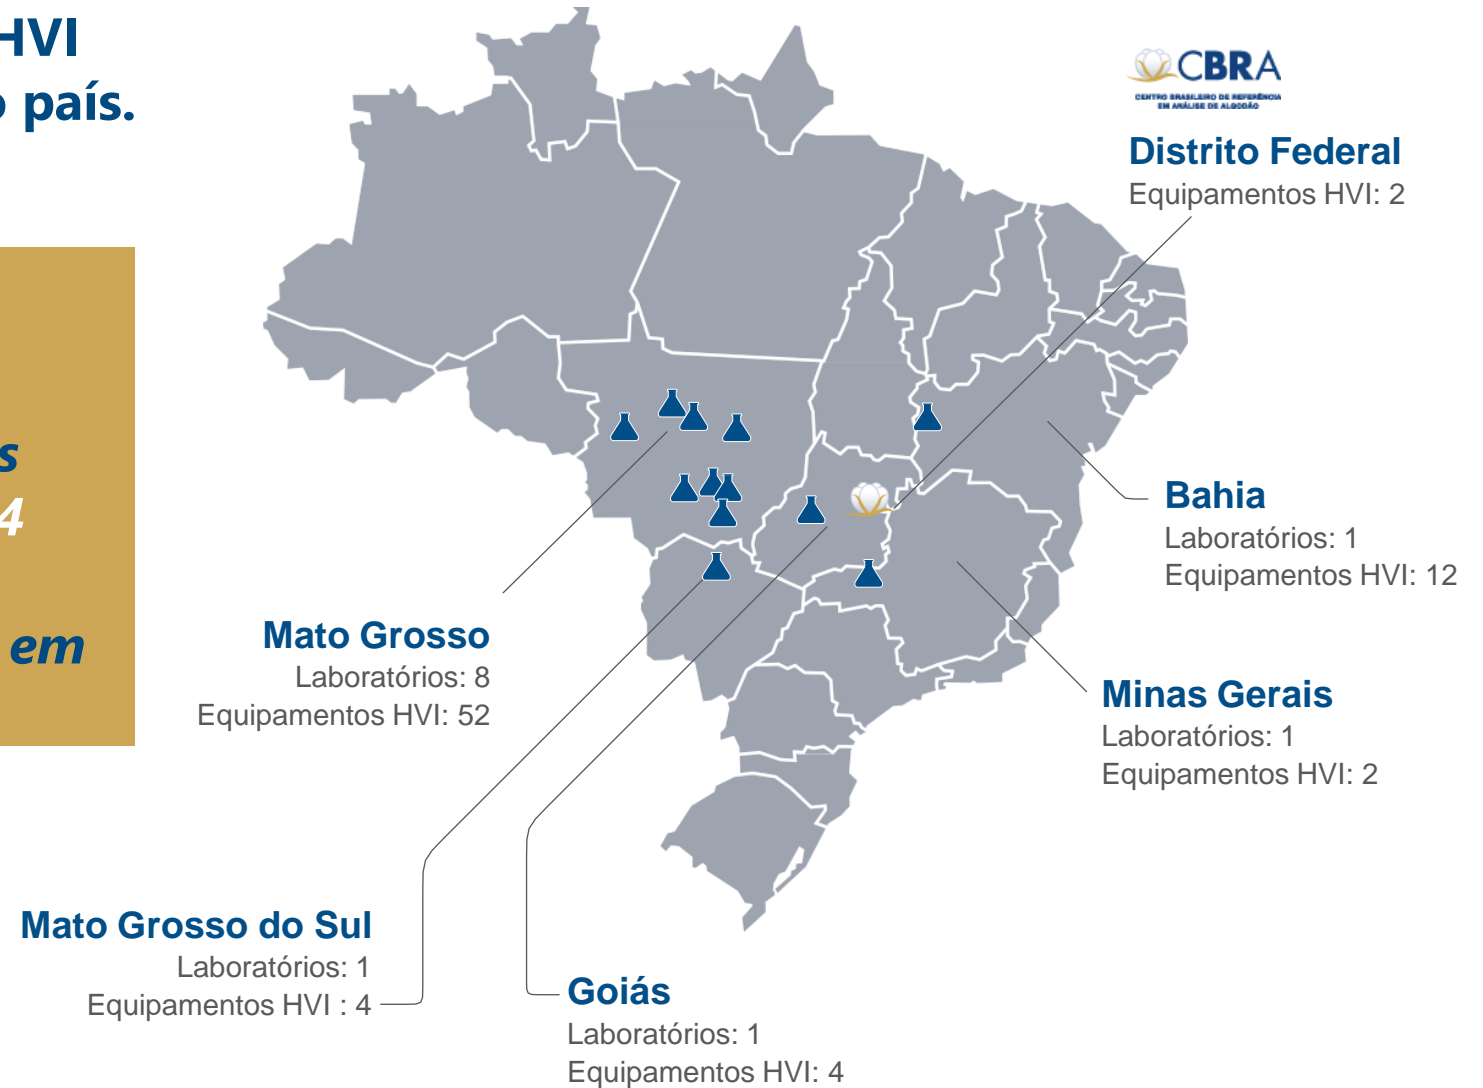 HVI
o país.
s
4
em
CBRA
CENTRO BRASILEIRO DE REFERÊNCIA
EM ANÁLISE DE ALGODÃO
Distrito Federal
Equipamentos HVI: 2
Bahia
Laboratórios: 1
Equipamentos HVI: 12
Mato Grosso
Laboratórios: 8
Equipamentos HVI: 52
Minas Gerais
Laboratórios: 1
Equipamentos HVI: 2
Mato Grosso do Sul
Laboratórios: 1
Equipamentos HVI : 4
Goiás
Laboratórios: 1
Equipamentos HVI: 4